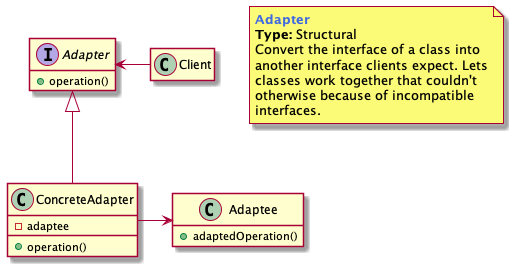 I Adapter
operation()
C Client
Adapter
Type: Structural
Convert the interface of a class into
another interface clients expect. Lets
classes work together that couldn't
otherwise because of incompatible
interfaces.
C ConcreteAdapter
adaptee
operation()
C Adaptee
adaptedOperation()